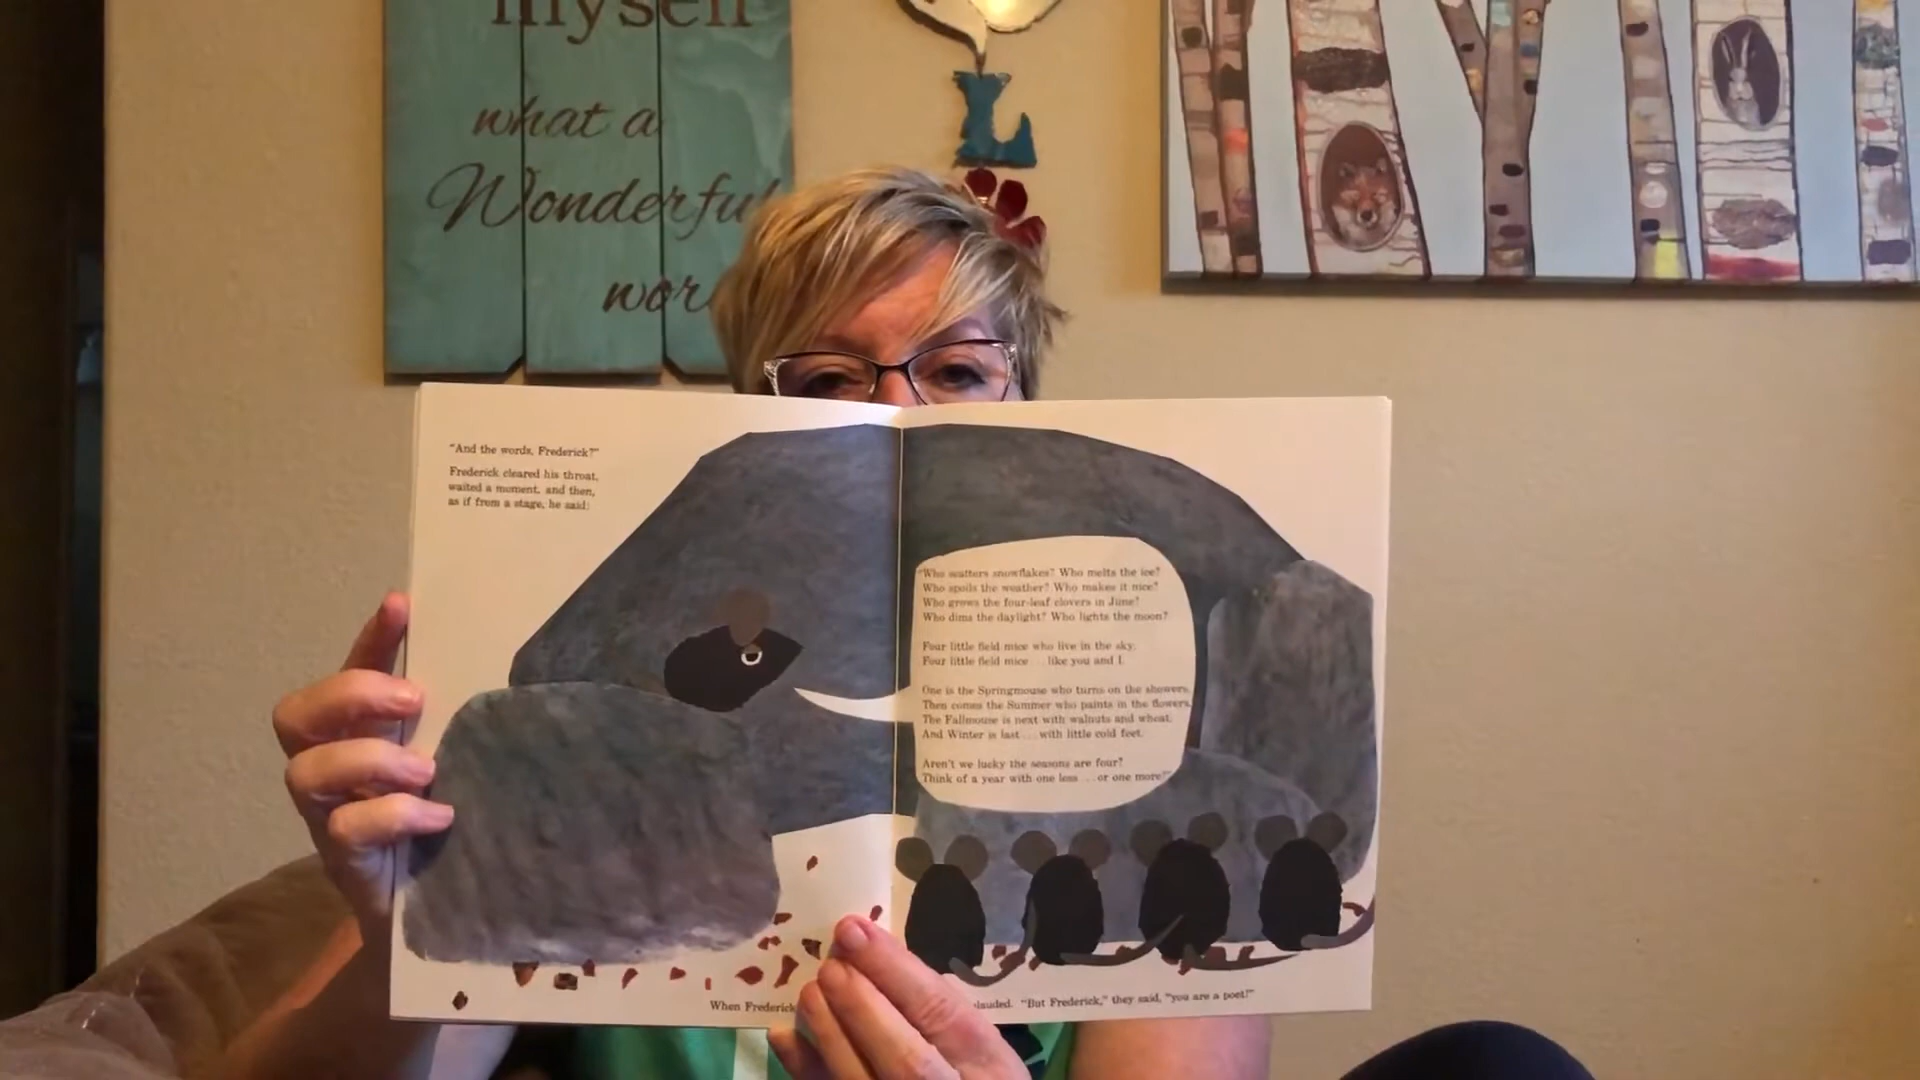 myself
what a
Wonderful
wor
L
"And the words, Frederick?"
Frederick cleared his throat,
waited a moment, and then,
as if from a stage, he said:
"Who scatters snowflakes? Who melts the ice?
Who spoils the weather? Who makes it nice?
Who grows the four-leaf clovers in June?
Who dims the daylight? Who lights the moon?
Four little field mice who live in the sky.
Four little field mice . . . like you and I.
One is the Springmouse who turns on the showers.
Then comes the Summer who paints in the flowers.
The Fallmouse is next with walnuts and wheat.
And Winter is last . . . with little cold feet.
Aren't we lucky the seasons are four?
Think of a year with one less . . . or one more!"
When Frederick plauded. "But Frederick," they said, "you are a poet!"